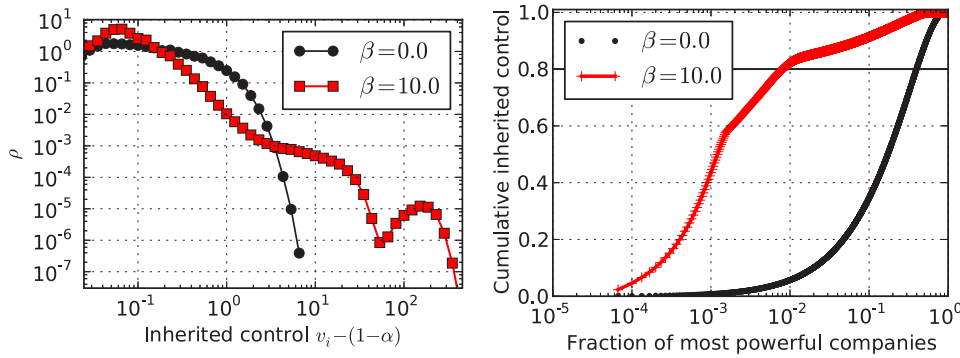 10^1
10^0
10^-1
10^-2
10^-3
10^-4
10^-5
10^-6
10^-7
ρ
β=0.0
β=10.0
10^-1 10^0 10^1 10^2
Inherited control v_i−(1−α)
1.0
0.8
0.6
0.4
0.2
0.0
Cumulative inherited control
β=0.0
β=10.0
10^-5 10^-4 10^-3 10^-2 10^-1 10^0
Fraction of most powerful companies